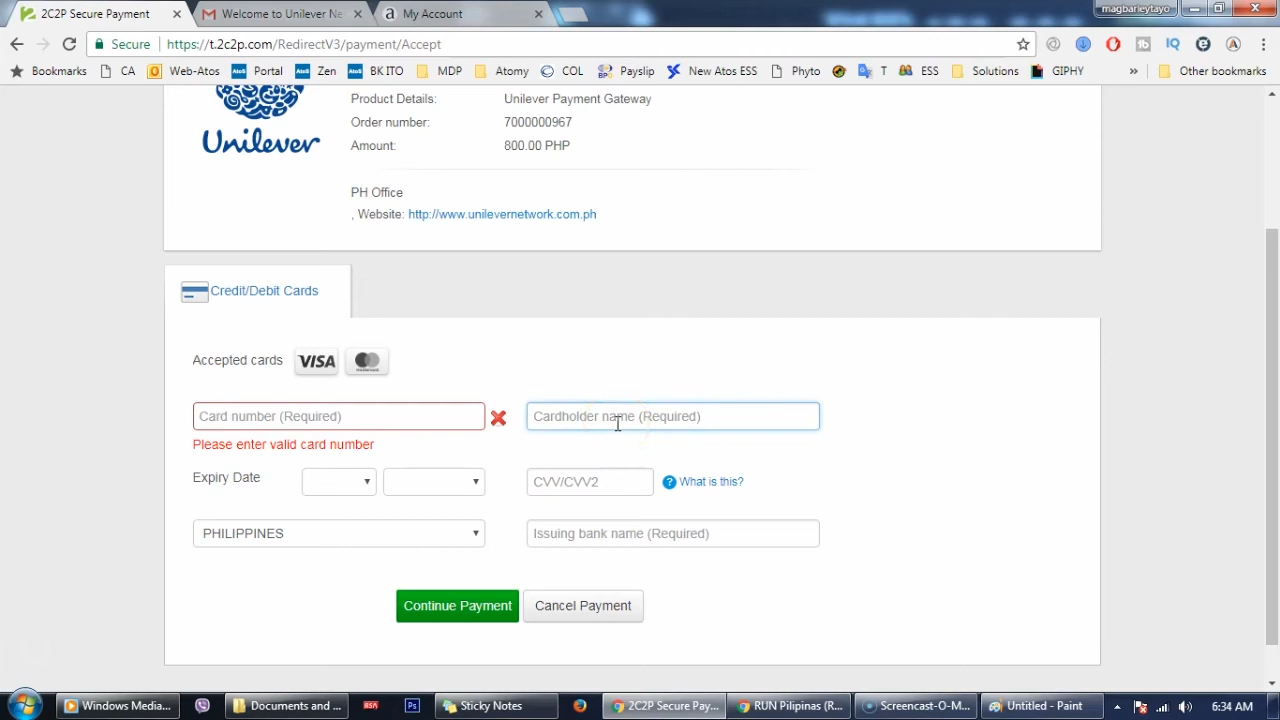 2C2P Secure Payment
Welcome to Unilever Ne
My Account
magbarleytayo
Secure
https://t.2c2p.com/RedirectV3/payment/Accept
Bookmarks CA Web-Atos Portal Zen BK ITO MDP Atomy COL Payslip New Atos ESS Phyto T ESS Solutions GIPHY » Other bookmarks
Unilever
Product Details: Unilever Payment Gateway
Order number: 7000000967
Amount: 800.00 PHP
PH Office
, Website: http://www.unilevernetwork.com.ph
Credit/Debit Cards
Accepted cards VISA
Card number (Required)
Cardholder name (Required)
Please enter valid card number
Expiry Date
CVV/CVV2
What is this?
PHILIPPINES
Issuing bank name (Required)
Continue Payment
Cancel Payment
Windows Media...
Documents and ...
RSA
Ps
Sticky Notes
2C2P Secure Pay...
RUN Pilipinas (R...
Screencast-O-M...
Untitled - Paint
6:34 AM